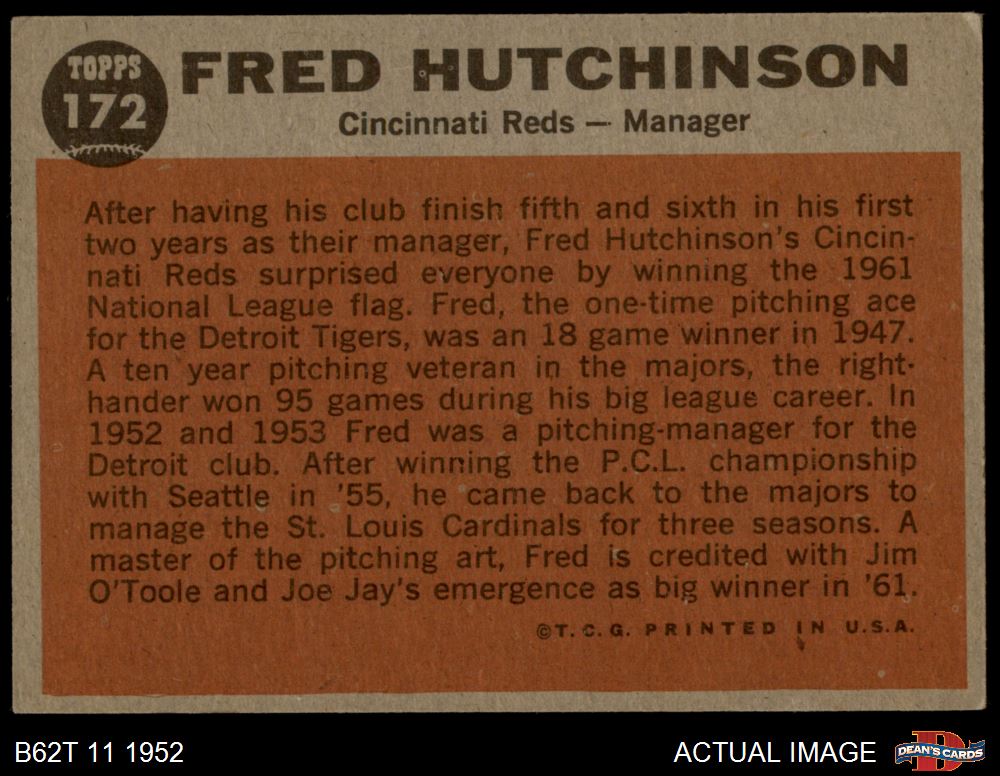 TOPPS
172
FRED HUTCHINSON
Cincinnati Reds — Manager
After having his club finish fifth and sixth in his first
two years as their manager, Fred Hutchinson's Cincin-
nati Reds surprised everyone by winning the 1961
National League flag. Fred, the one-time pitching ace
for the Detroit Tigers, was an 18 game winner in 1947.
A ten year pitching veteran in the majors, the right-
hander won 95 games during his big league career. In
1952 and 1953 Fred was a pitching-manager for the
Detroit club. After winning the P.C.L. championship
with Seattle in '55, he came back to the majors to
manage the St. Louis Cardinals for three seasons. A
master of the pitching art, Fred is credited with Jim
O'Toole and Joe Jay's emergence as big winner in '61.
©T.C.G. PRINTED IN U.S.A.
B62T 11 1952
ACTUAL IMAGE
D
DEAN'S CARDS